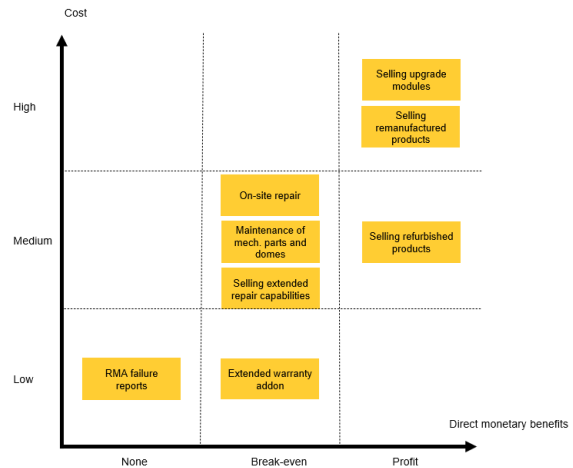 Cost
High
Selling upgrade
modules
Selling
remanufactured
products
Medium
On-site repair
Maintenance of
mech. parts and
domes
Selling extended
repair capabilities
Selling refurbished
products
Low
RMA failure
reports
Extended warranty
addon
Direct monetary benefits
None
Break-even
Profit